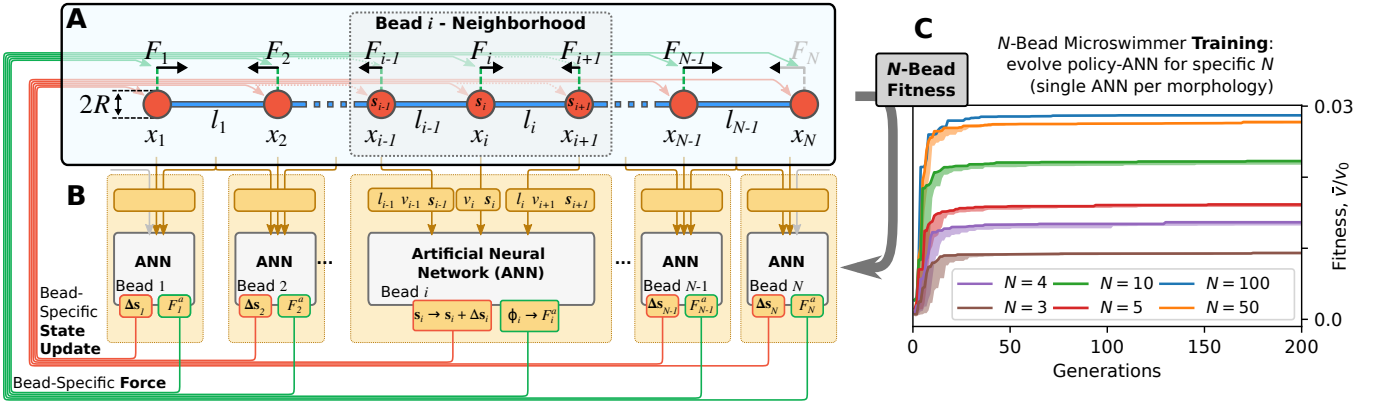 A
Bead i - Neighborhood
F1 F2 Fi-1 Fi Fi+1 FN-1 FN
2R
si-1 si si+1
l1 li-1 li lN-1
x1 x2 xi-1 xi xi+1 xN-1 xN
B
li-1 vi-1 si-1 vi si li vi+1 si+1
ANN
Bead 1
Δs1 F1a
ANN
Bead 2
Δs2 F2a
...
Artificial Neural
Network (ANN)
Bead i
si → si + Δsi
ϕi → Fia
...
ANN
Bead N-1
ΔsN-1 FN-1a
ANN
Bead N
ΔsN FNa
Bead-
Specific
State
Update
Bead-Specific Force
C
N-Bead
Fitness
N-Bead Microswimmer Training:
evolve policy-ANN for specific N
(single ANN per morphology)
0.03
0.0
Fitness, v̄/v0
N = 4 N = 10 N = 100
N = 3 N = 5 N = 50
0 50 100 150 200
Generations